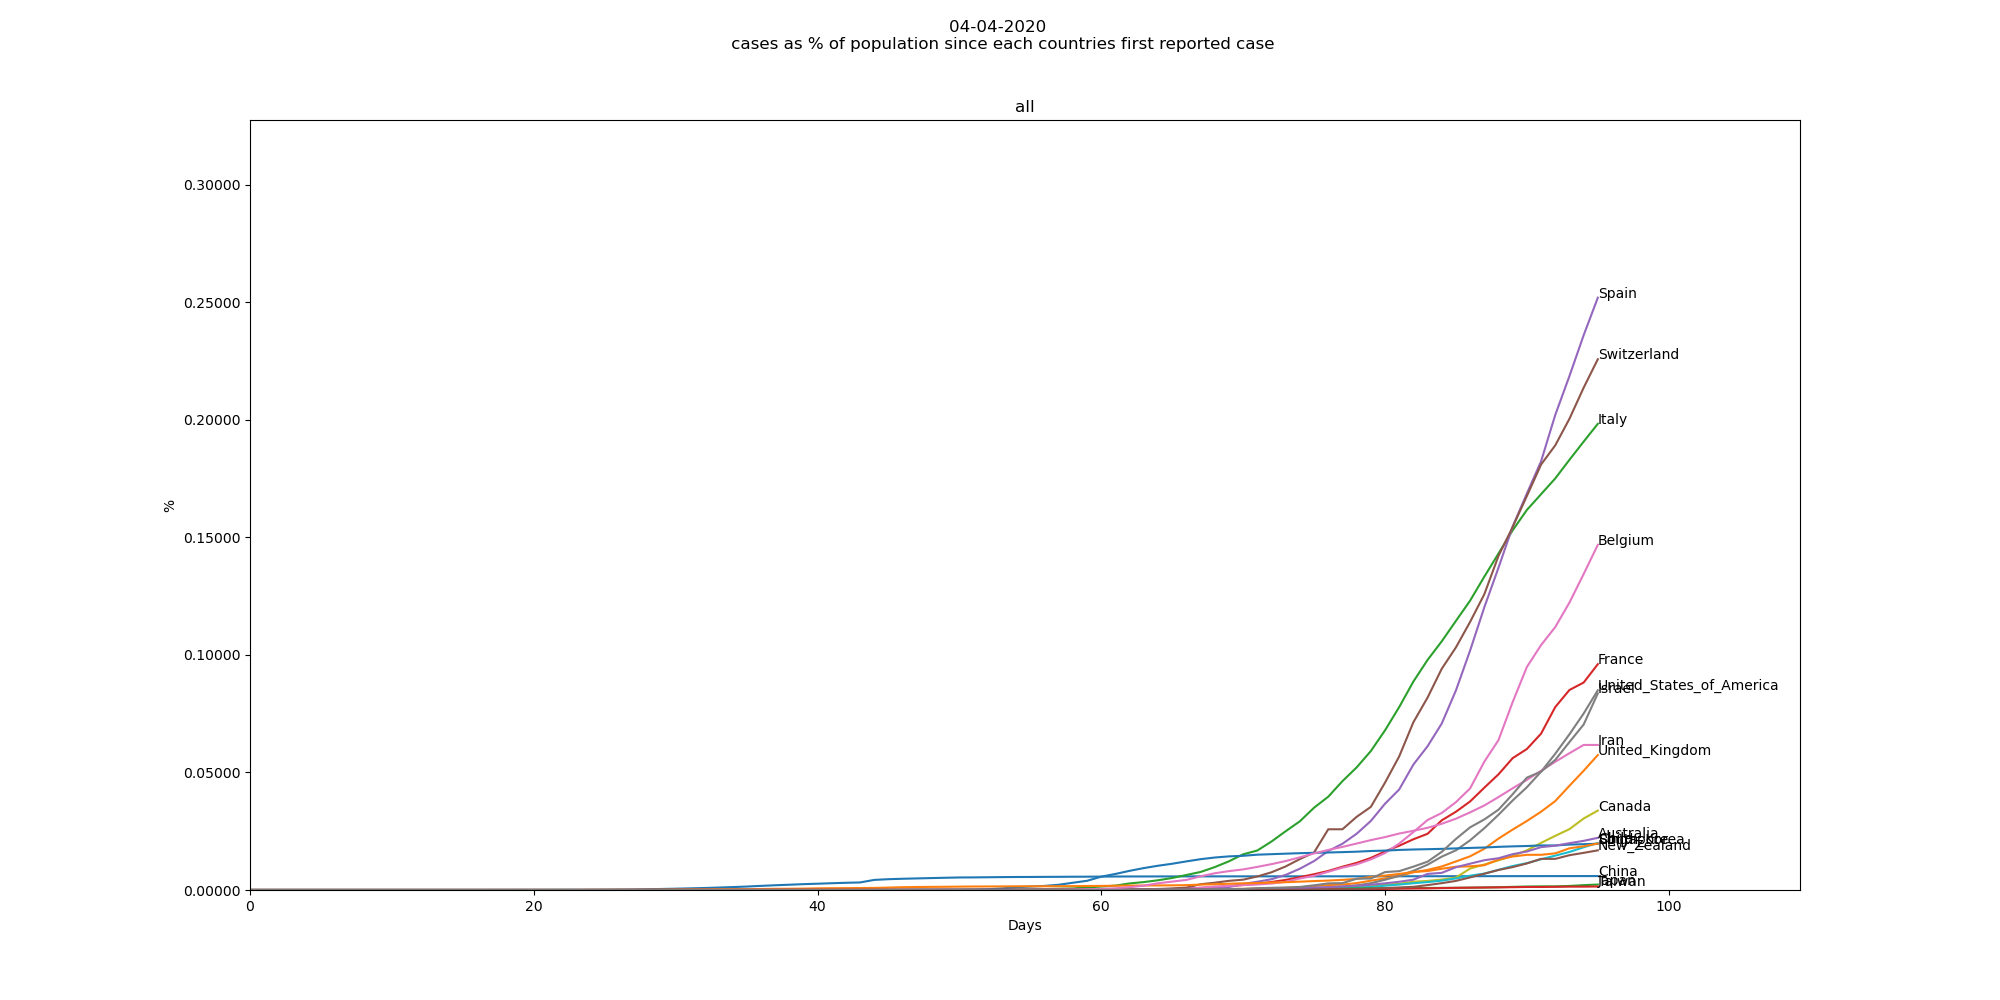 04-04-2020
cases as % of population since each countries first reported case
all
0.30000
0.25000
0.20000
0.15000
0.10000
0.05000
0.00000
%
0
20
40
60
80
100
Days
Spain
Switzerland
Italy
Belgium
France
United_States_of_America
Israel
Iran
United_Kingdom
Canada
Australia
New_Zealand
China
Taiwan